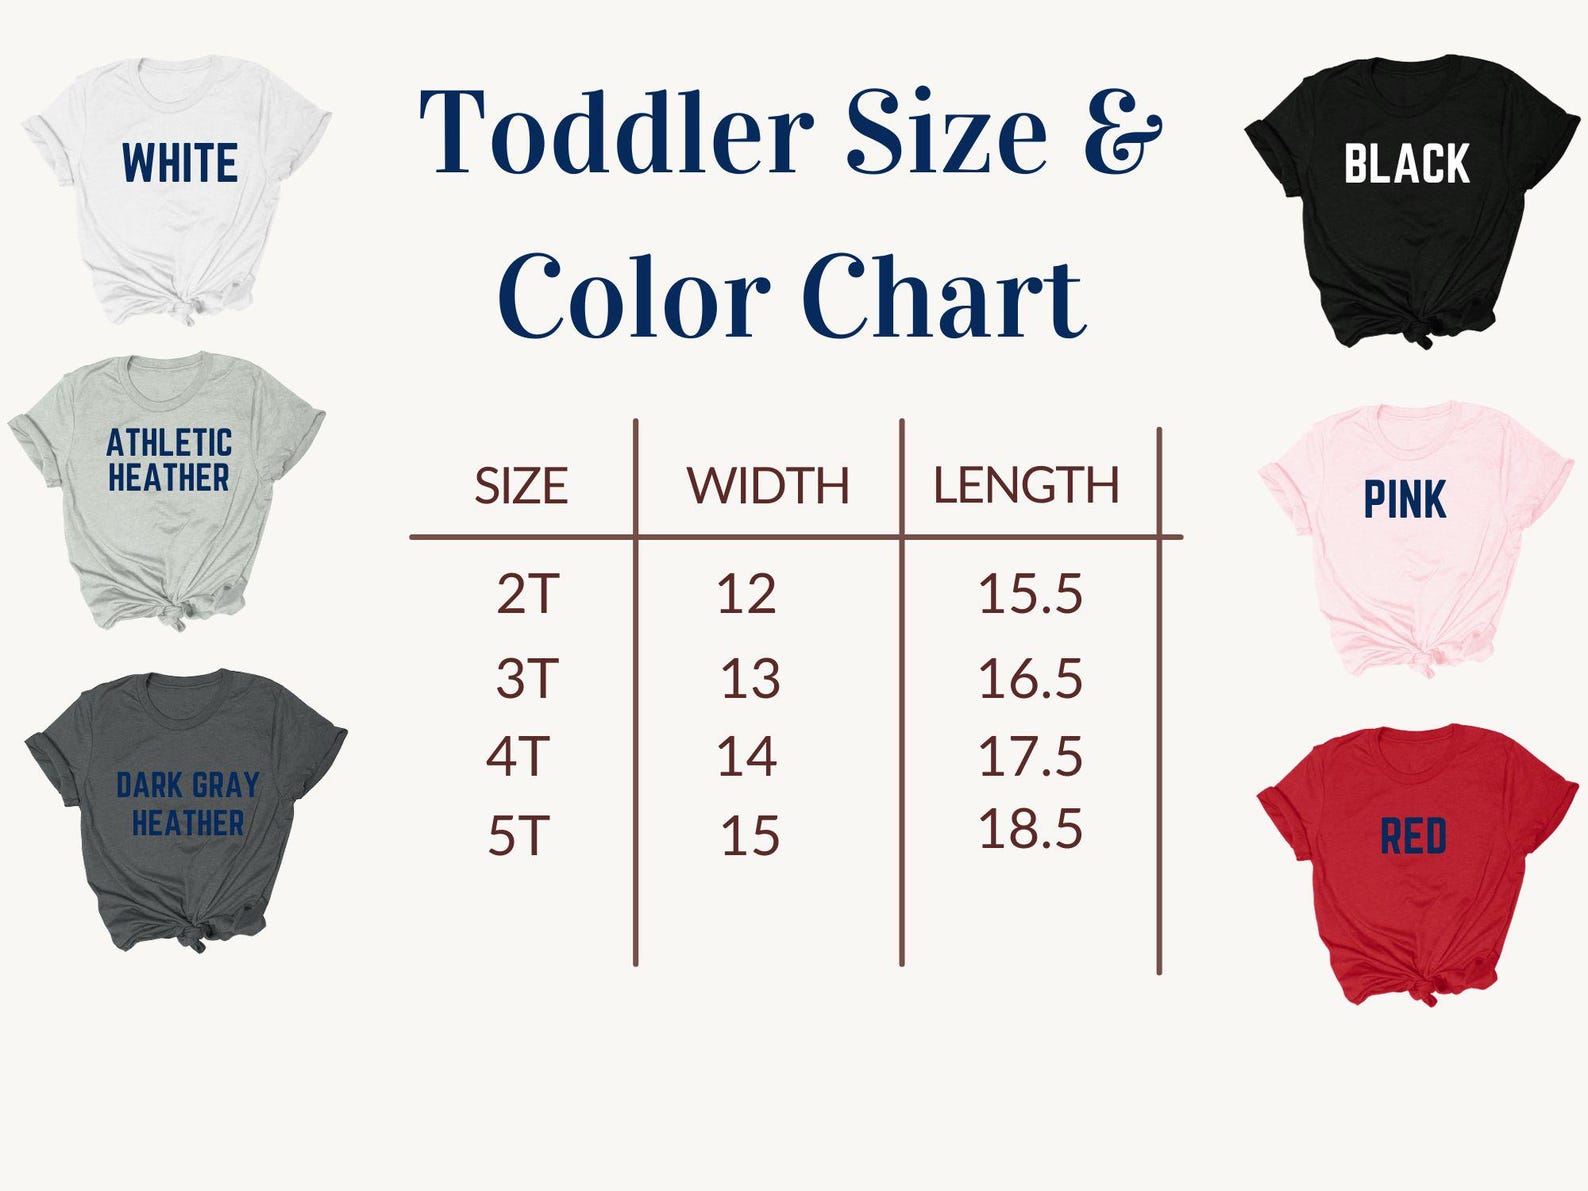 Toddler Size &
Color Chart
WHITE
ATHLETIC
HEATHER
DARK GRAY
HEATHER
SIZE WIDTH LENGTH
2T 12 15.5
3T 13 16.5
4T 14 17.5
5T 15 18.5
BLACK
PINK
RED